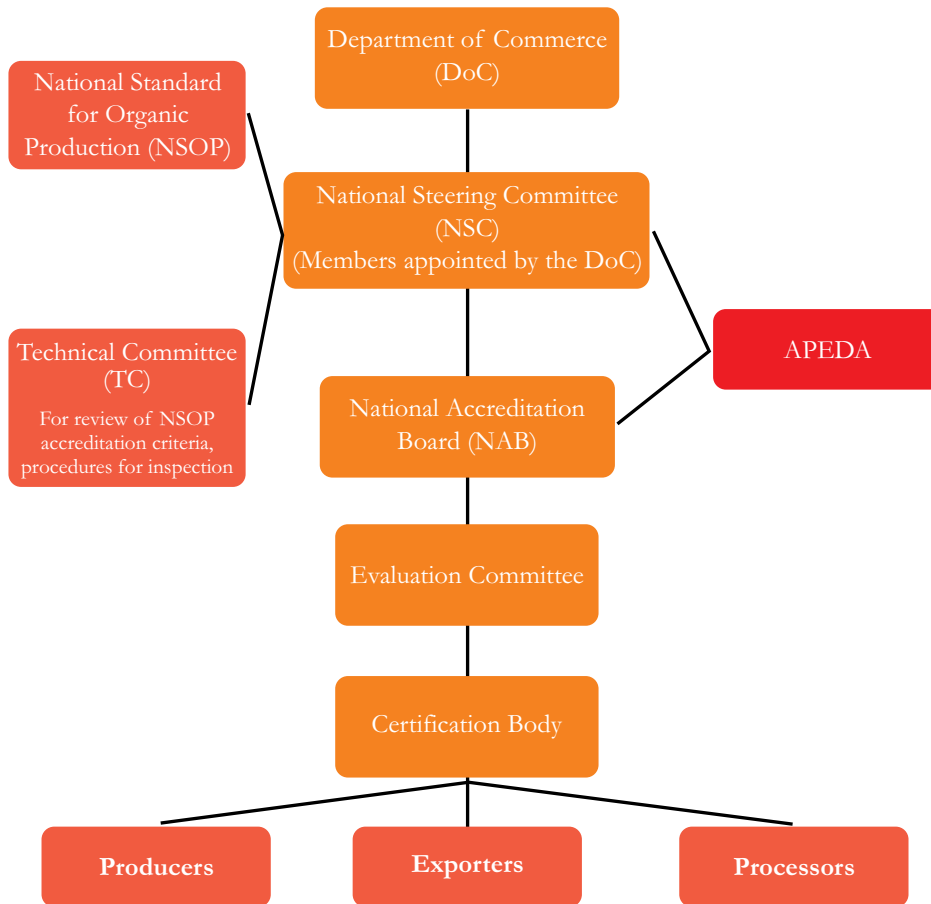 Department of Commerce
(DoC)
National Standard
for Organic
Production (NSOP)
National Steering Committee
(NSC)
(Members appointed by the DoC)
Technical Committee
(TC)
For review of NSOP
accreditation criteria,
procedures for inspection
APEDA
National Accreditation
Board (NAB)
Evaluation Committee
Certification Body
Producers
Exporters
Processors